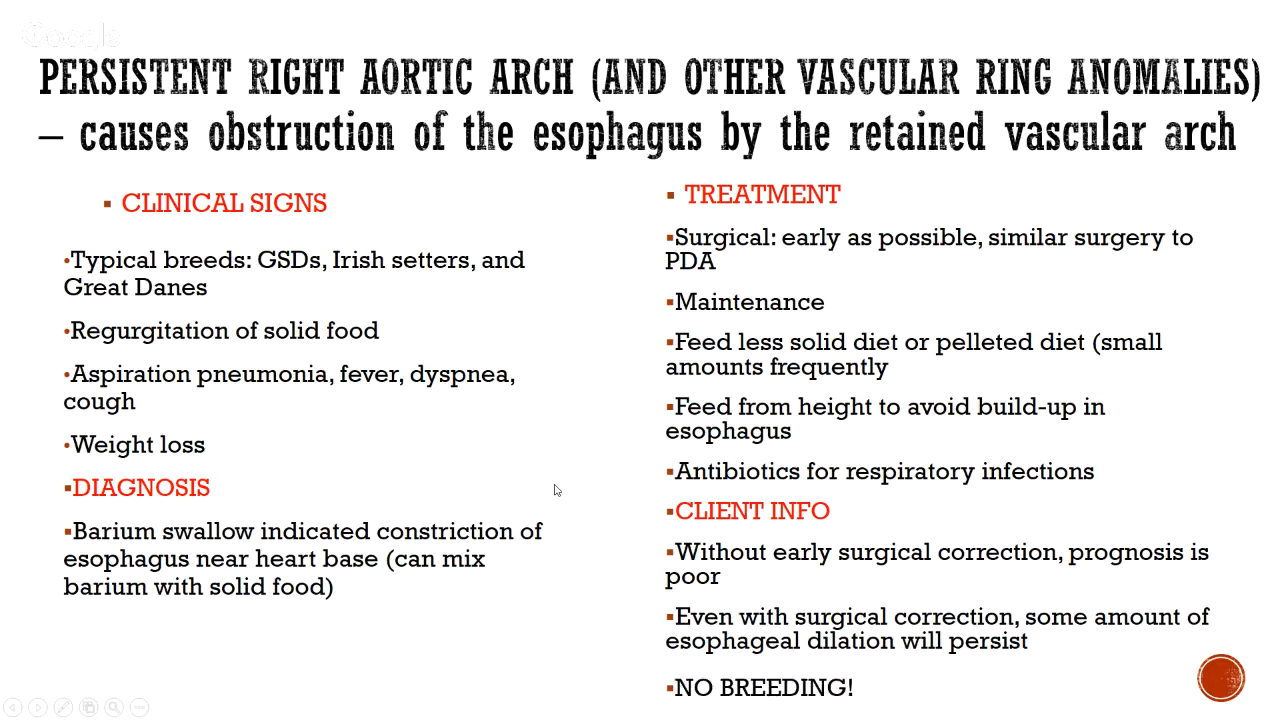 PERSISTENT RIGHT AORTIC ARCH (AND OTHER VASCULAR RING ANOMALIES)
– causes obstruction of the esophagus by the retained vascular arch
▪ CLINICAL SIGNS
•Typical breeds: GSDs, Irish setters, and
Great Danes
•Regurgitation of solid food
•Aspiration pneumonia, fever, dyspnea,
cough
•Weight loss
▪DIAGNOSIS
▪Barium swallow indicated constriction of
esophagus near heart base (can mix
barium with solid food)
▪ TREATMENT
▪Surgical: early as possible, similar surgery to
PDA
▪Maintenance
▪Feed less solid diet or pelleted diet (small
amounts frequently
▪Feed from height to avoid build-up in
esophagus
▪Antibiotics for respiratory infections
▪CLIENT INFO
▪Without early surgical correction, prognosis is
poor
▪Even with surgical correction, some amount of
esophageal dilation will persist
▪NO BREEDING!